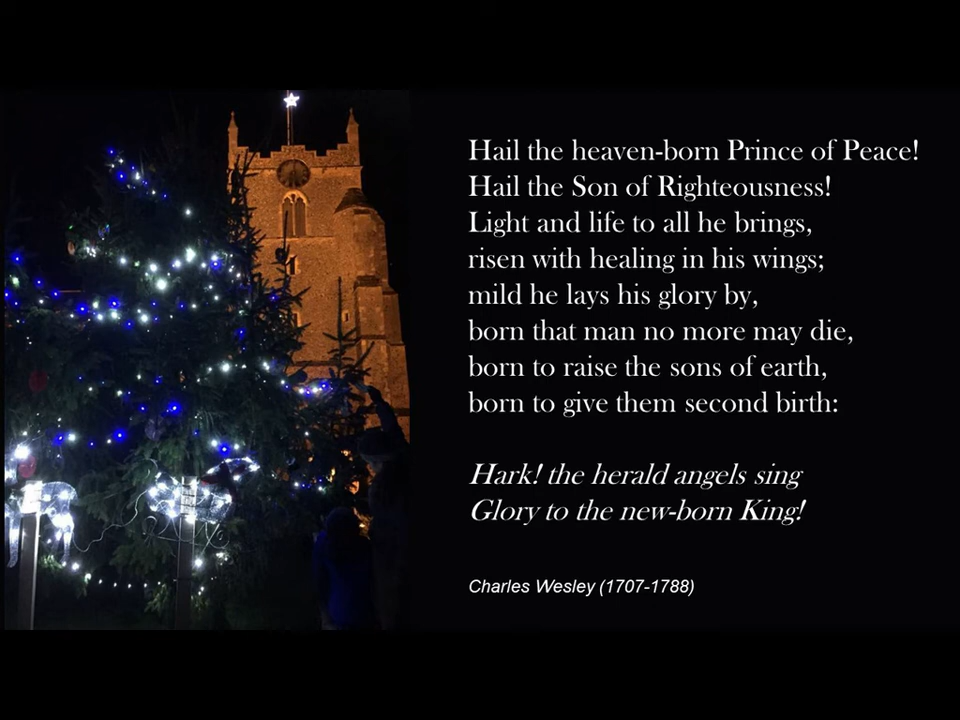 Hail the heaven-born Prince of Peace!
Hail the Son of Righteousness!
Light and life to all he brings,
risen with healing in his wings;
mild he lays his glory by,
born that man no more may die,
born to raise the sons of earth,
born to give them second birth:
Hark! the herald angels sing
Glory to the new-born King!
Charles Wesley (1707-1788)